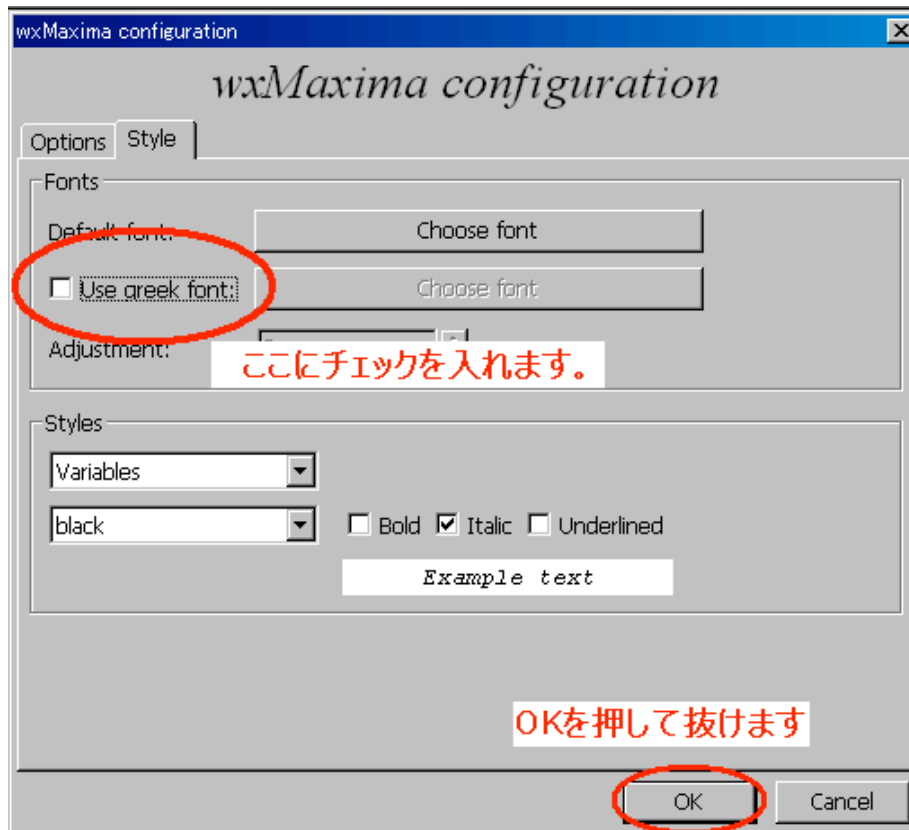 wxMaxima configuration
wxMaxima configuration
Options Style
Fonts
Default font: Choose font
Use greek font: Choose font
Adjustment:
ここにチェックを入れます。
Styles
Variables
black Bold Italic Underlined
Example text
OKを押して抜けます
OK Cancel